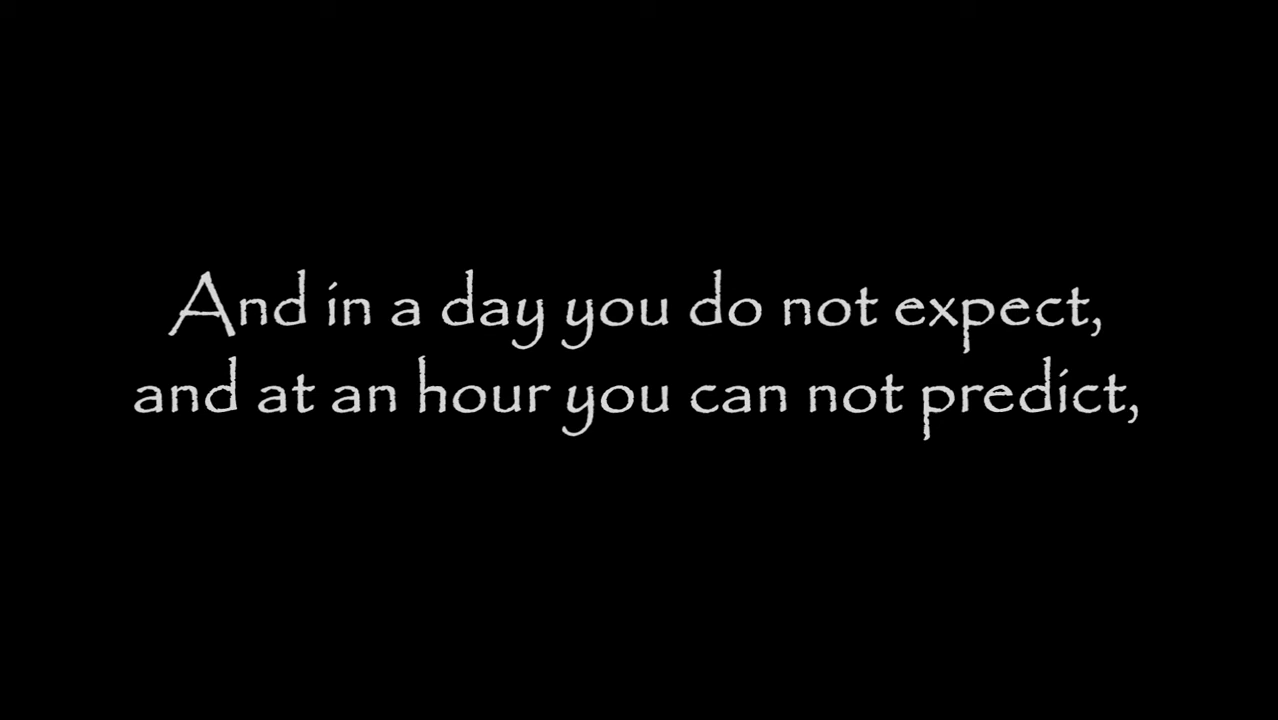 And in a day you do not expect,
and at an hour you can not predict,